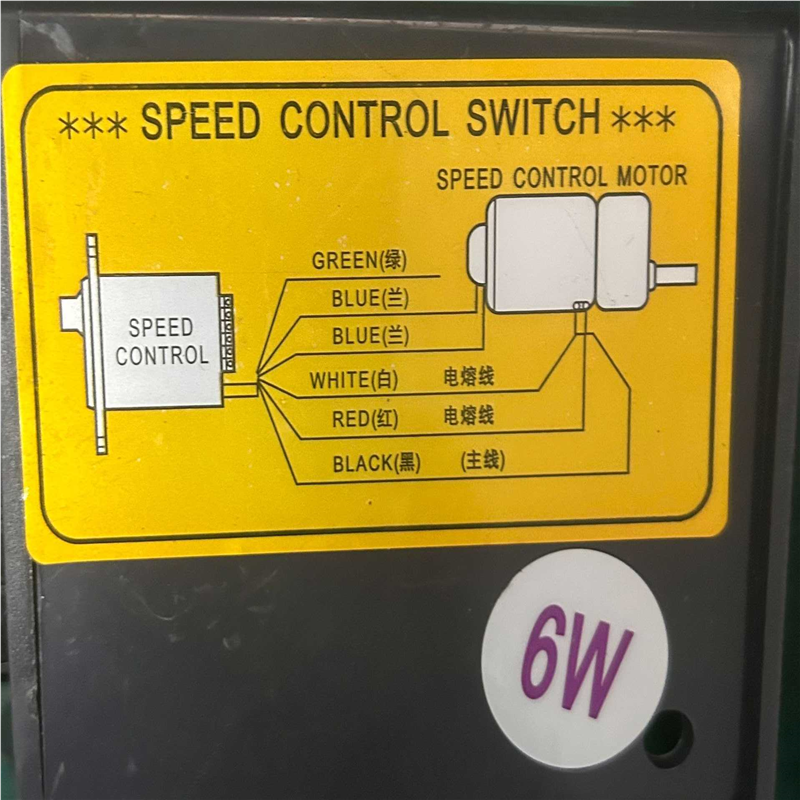 *** SPEED CONTROL SWITCH ***
SPEED CONTROL MOTOR
GREEN(绿)
BLUE(兰)
SPEED CONTROL
BLUE(兰)
WHITE(白) 电熔线
RED(红) 电熔线
BLACK(黑) (主线)
6W